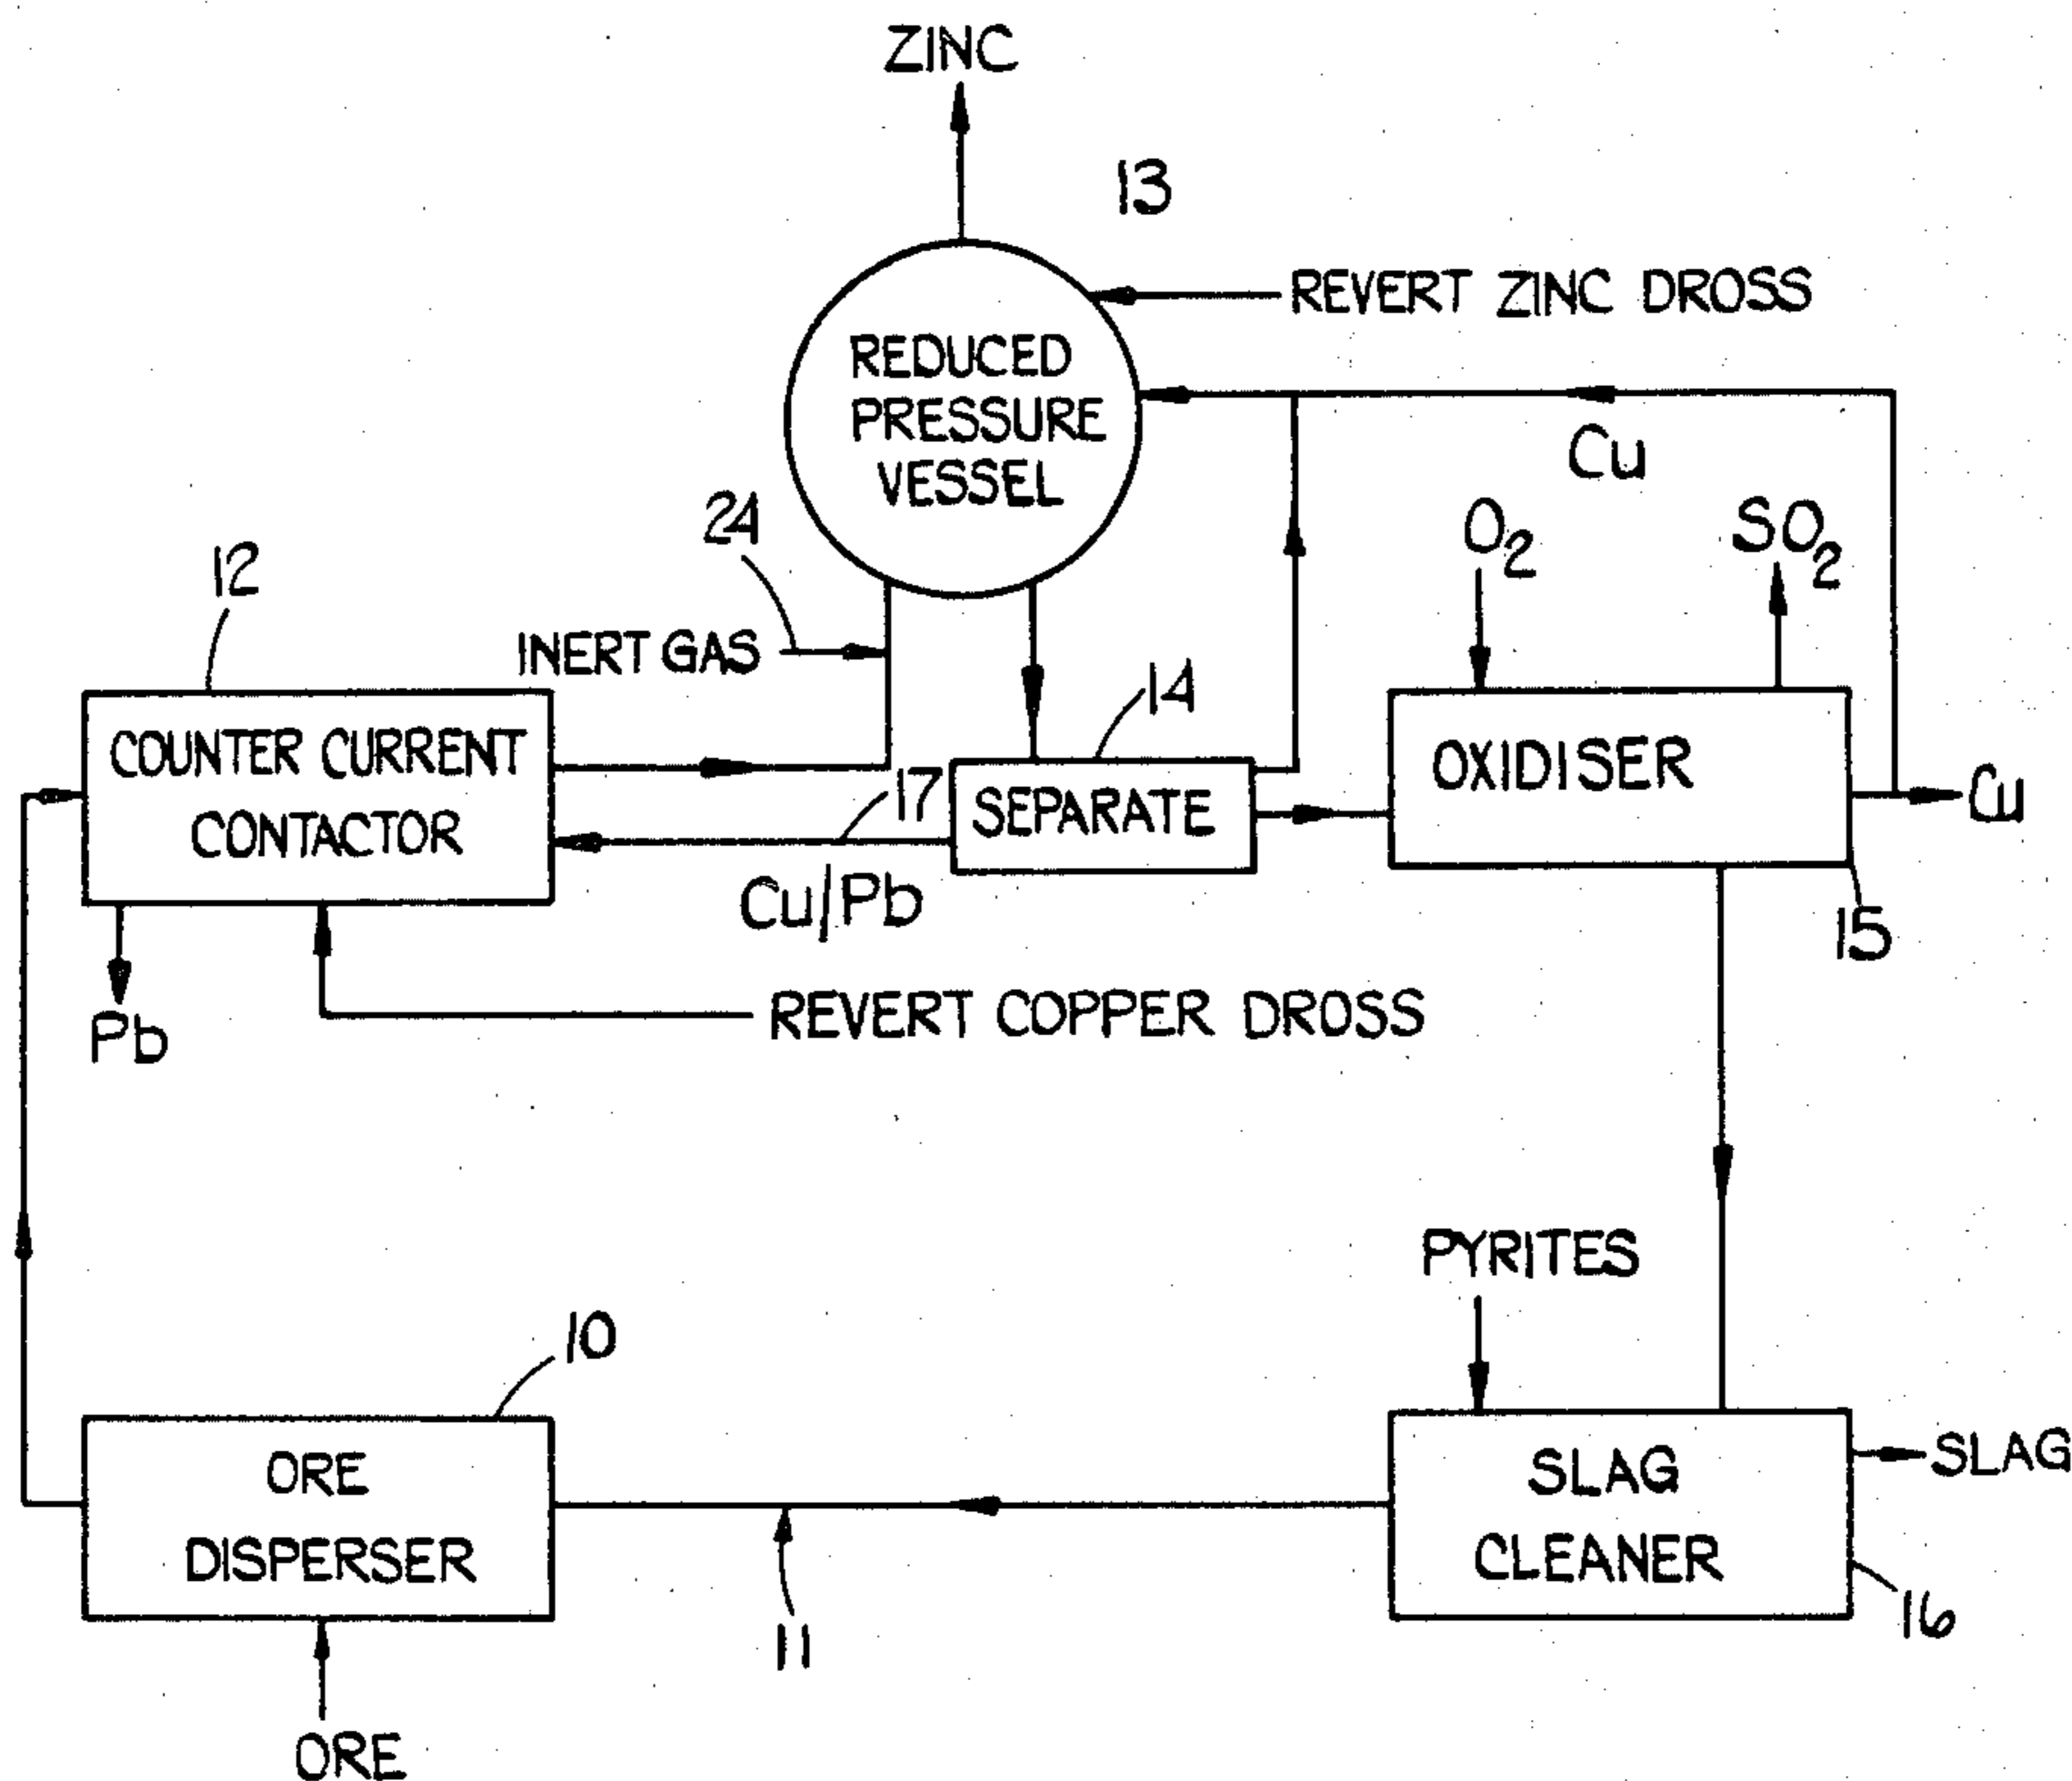 ZINC
13
REVERT ZINC DROSS
REDUCED
PRESSURE
VESSEL
Cu
24
O2
SO2
12
INERT GAS
14
COUNTER CURRENT
CONTACTOR
17
SEPARATE
OXIDISER
Cu
Cu/Pb
15
Pb
REVERT COPPER DROSS
PYRITES
10
ORE
DISPERSER
SLAG
CLEANER
SLAG
11
16
ORE